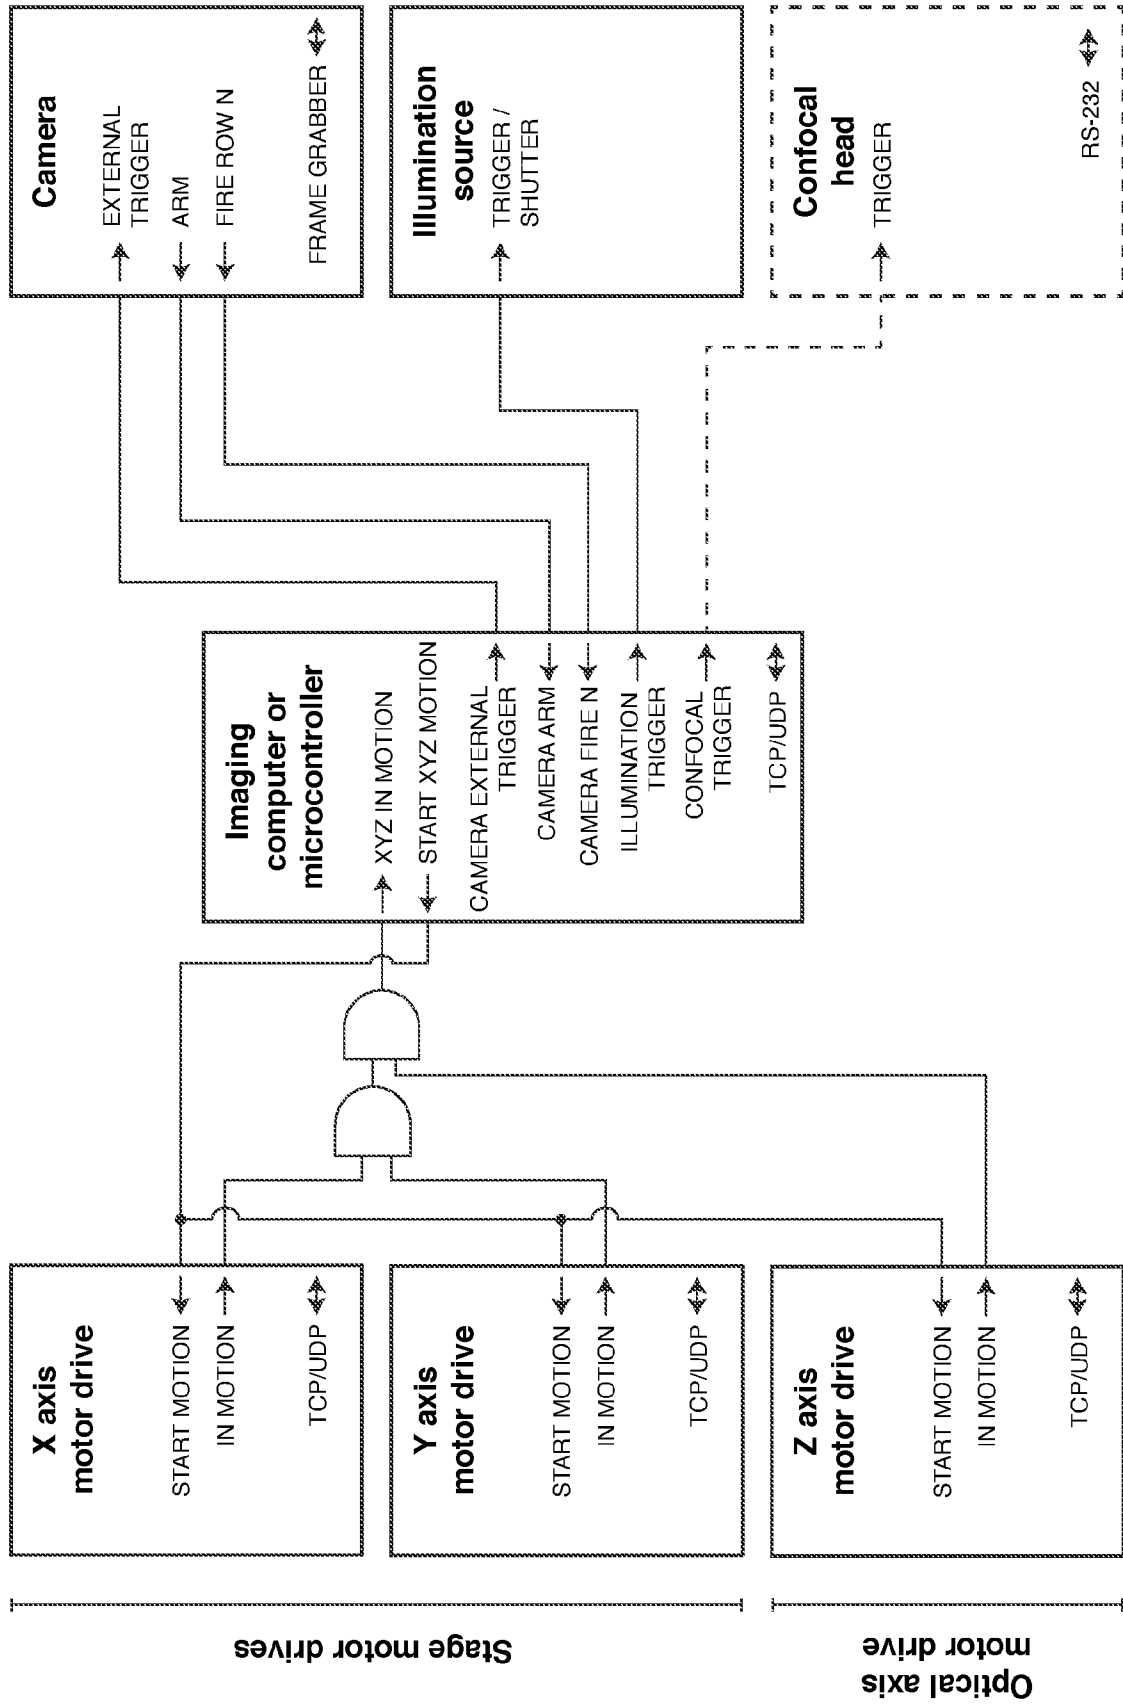 Stage motor drives
Optical axis
motor drive
X axis
motor drive
START MOTION
IN MOTION
TCP/UDP
Y axis
motor drive
START MOTION
IN MOTION
TCP/UDP
Z axis
motor drive
START MOTION
IN MOTION
TCP/UDP
Imaging
computer or
microcontroller
XYZ IN MOTION
START XYZ MOTION
CAMERA EXTERNAL
TRIGGER
CAMERA ARM
CAMERA FIRE N
ILLUMINATION
TRIGGER
CONFOCAL
TRIGGER
TCP/UDP
Camera
EXTERNAL
TRIGGER
ARM
FIRE ROW N
FRAME GRABBER
Illumination
source
TRIGGER /
SHUTTER
Confocal
head
TRIGGER
RS-232